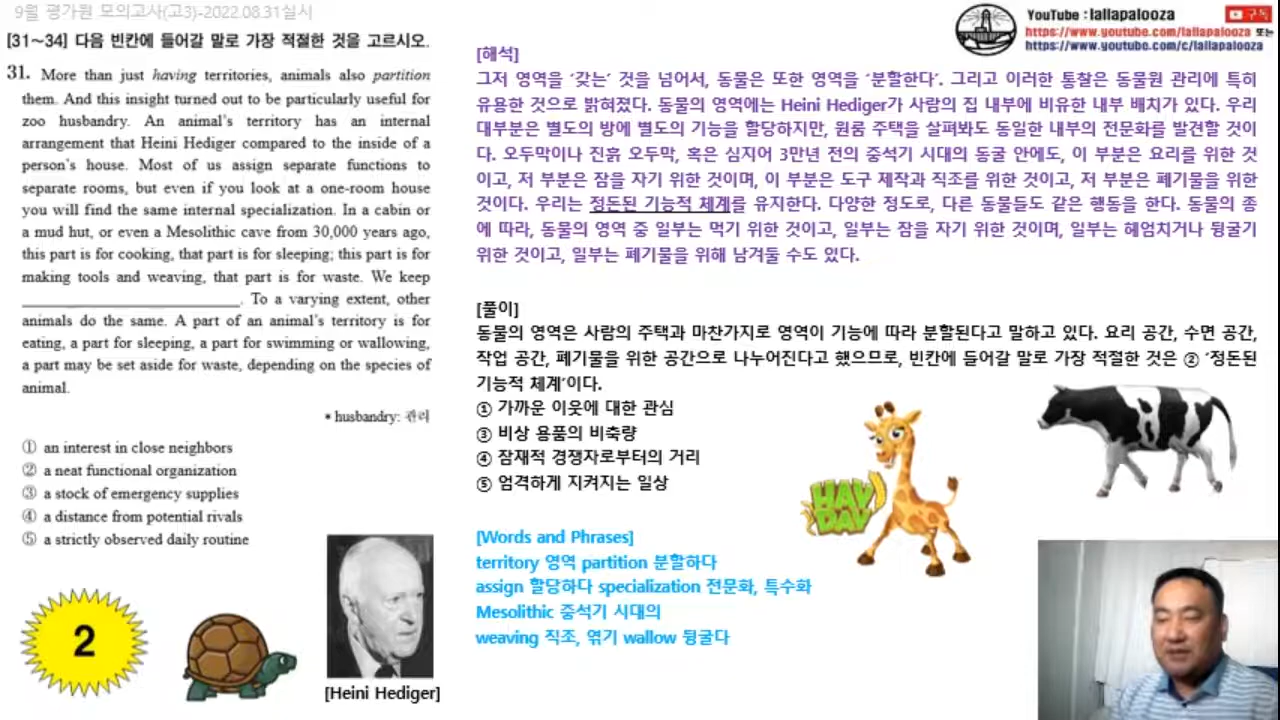 9월 평가원 모의고사(고3)-2022.08.31실시
[31~34] 다음 빈칸에 들어갈 말로 가장 적절한 것을 고르시오.
31. More than just having territories, animals also partition
them. And this insight turned out to be particularly useful for
zoo husbandry. An animal's territory has an internal
arrangement that Heini Hediger compared to the inside of a
person's house. Most of us assign separate functions to
separate rooms, but even if you look at a one-room house
you will find the same internal specialization. In a cabin or
a mud hut, or even a Mesolithic cave from 30,000 years ago,
this part is for cooking, that part is for sleeping; this part is for
making tools and weaving, that part is for waste. We keep
____________________. To a varying extent, other
animals do the same. A part of an animal's territory is for
eating, a part for sleeping, a part for swimming or wallowing,
a part may be set aside for waste, depending on the species of
animal.
* husbandry: 관리
① an interest in close neighbors
② a neat functional organization
③ a stock of emergency supplies
④ a distance from potential rivals
⑤ a strictly observed daily routine
2
[Heini Hediger]
YouTube : lallapalooza
구독
https://www.youtube.com/lallapalooza 또는
https://www.youtube.com/c/lallapalooza
[해석]
그저 영역을 '갖는' 것을 넘어서, 동물은 또한 영역을 '분할한다'. 그리고 이러한 통찰은 동물원 관리에 특히
유용한 것으로 밝혀졌다. 동물의 영역에는 Heini Hediger가 사람의 집 내부에 비유한 내부 배치가 있다. 우리
대부분은 별도의 방에 별도의 기능을 할당하지만, 원룸 주택을 살펴봐도 동일한 내부의 전문화를 발견할 것이
다. 오두막이나 진흙 오두막, 혹은 심지어 3만년 전의 중석기 시대의 동굴 안에도, 이 부분은 요리를 위한 것
이고, 저 부분은 잠을 자기 위한 것이며, 이 부분은 도구 제작과 직조를 위한 것이고, 저 부분은 폐기물을 위한
것이다. 우리는 정돈된 기능적 체계를 유지한다. 다양한 정도로, 다른 동물들도 같은 행동을 한다. 동물의 종
에 따라, 동물의 영역 중 일부는 먹기 위한 것이고, 일부는 잠을 자기 위한 것이며, 일부는 헤엄치거나 뒹굴기
위한 것이고, 일부는 폐기물을 위해 남겨둘 수도 있다.
[풀이]
동물의 영역은 사람의 주택과 마찬가지로 영역이 기능에 따라 분할된다고 말하고 있다. 요리 공간, 수면 공간,
작업 공간, 폐기물을 위한 공간으로 나누어진다고 했으므로, 빈칸에 들어갈 말로 가장 적절한 것은 ② '정돈된
기능적 체계'이다.
① 가까운 이웃에 대한 관심
③ 비상 용품의 비축량
④ 잠재적 경쟁자로부터의 거리
⑤ 엄격하게 지켜지는 일상
HAY
DAY
[Words and Phrases]
territory 영역 partition 분할하다
assign 할당하다 specialization 전문화, 특수화
Mesolithic 중석기 시대의
weaving 직조, 엮기 wallow 뒹굴다